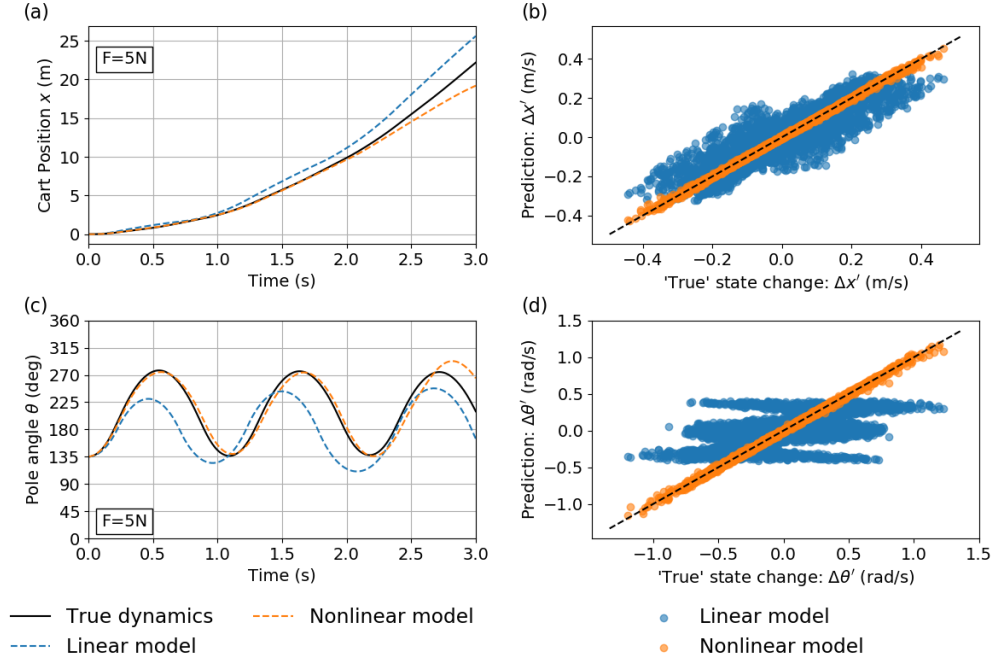 (a)
25
20
15
10
5
0
Cart Position x (m)
F=5N
0.0 0.5 1.0 1.5 2.0 2.5 3.0
Time (s)
(b)
0.4
0.2
0.0
−0.2
−0.4
Prediction: Δx′ (m/s)
−0.4 −0.2 0.0 0.2 0.4
'True' state change: Δx′ (m/s)
(c)
360
315
270
225
180
135
90
45
0
Pole angle θ (deg)
F=5N
0.0 0.5 1.0 1.5 2.0 2.5 3.0
Time (s)
(d)
1.5
1.0
0.5
0.0
−0.5
−1.0
Prediction: Δθ′ (rad/s)
−1.0 −0.5 0.0 0.5 1.0 1.5
'True' state change: Δθ′ (rad/s)
True dynamics
Linear model
Nonlinear model
Linear model
Nonlinear model